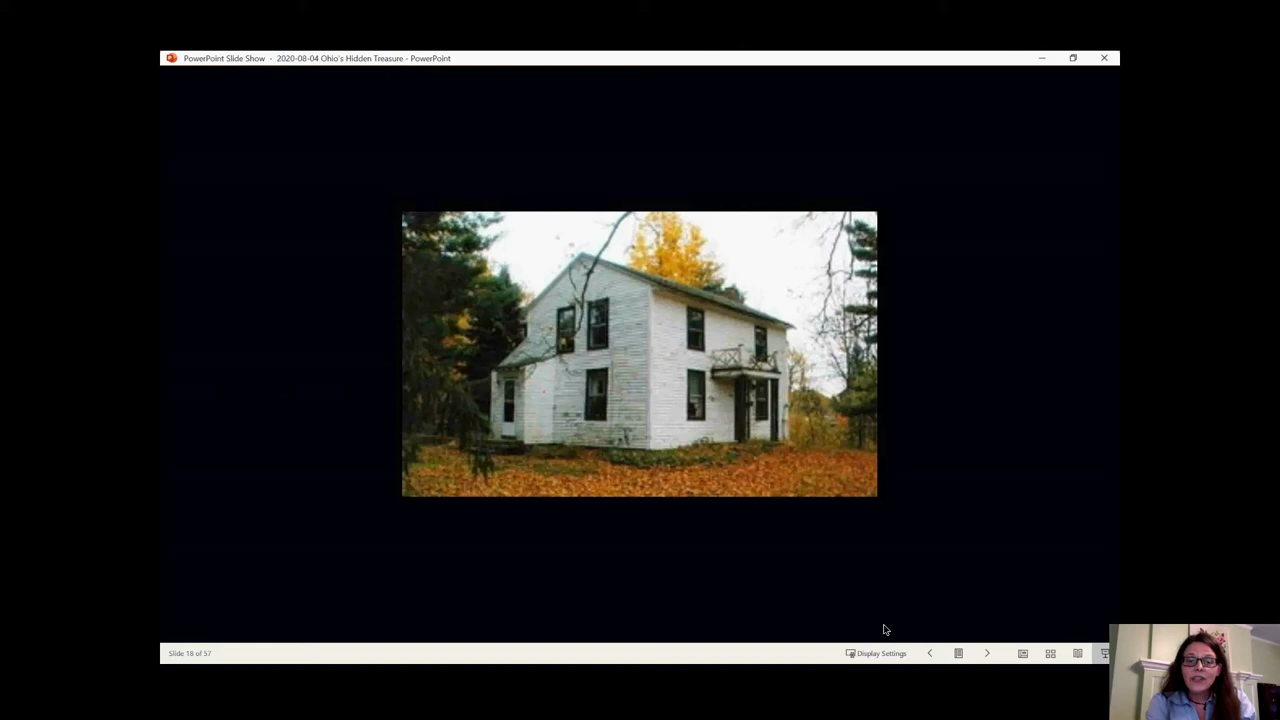 PowerPoint Slide Show - 2020-08-04 Ohio's Hidden Treasure - PowerPoint
Slide 18 of 57
Display Settings